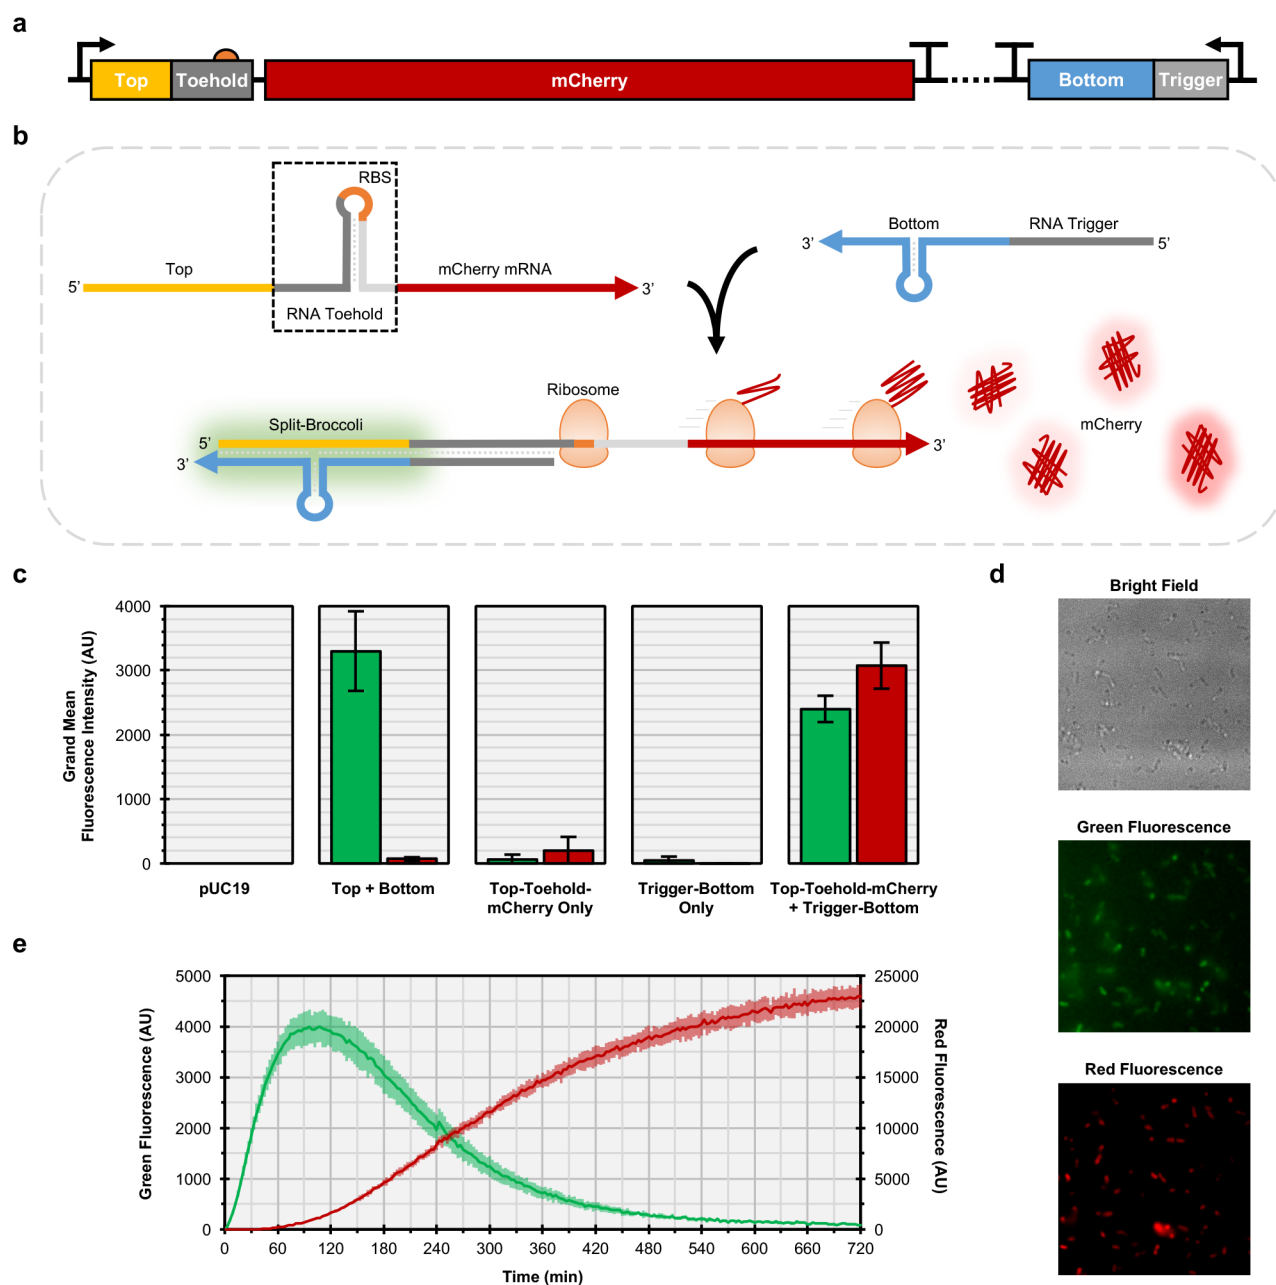 a
Top
Toehold
mCherry
Bottom
Trigger
b
RBS
Top
mCherry mRNA
5’
3’
RNA Toehold
Bottom
RNA Trigger
3’
5’
Ribosome
Split-Broccoli
5’
3’
3’
mCherry
c
Grand Mean
Fluorescence Intensity (AU)
4000
3000
2000
1000
0
pUC19
Top + Bottom
Top-Toehold-
mCherry Only
Trigger-Bottom
Only
Top-Toehold-mCherry
+ Trigger-Bottom
d
Bright Field
Green Fluorescence
Red Fluorescence
e
Green Fluorescence (AU)
5000
4000
3000
2000
1000
0
25000
20000
15000
10000
5000
0
Red Fluorescence (AU)
0 60 120 180 240 300 360 420 480 540 600 660 720
Time (min)